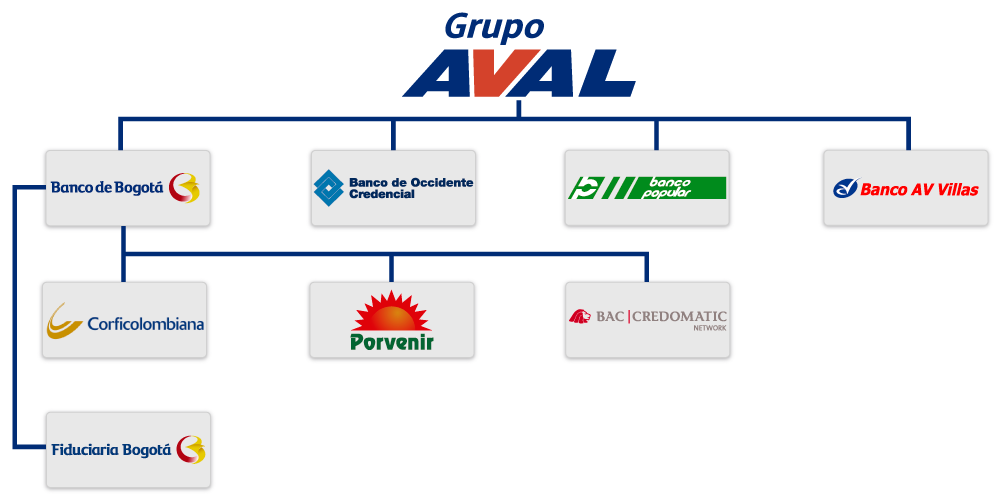 Grupo
AVAL
Banco de Bogotá
Banco de Occidente
Credencial
banco
popular
Banco AV Villas
Corficolombiana
Porvenir
BAC | CREDOMATIC
NETWORK
Fiduciaria Bogotá